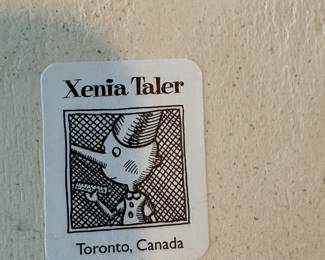 Xenia Taler
Toronto, Canada